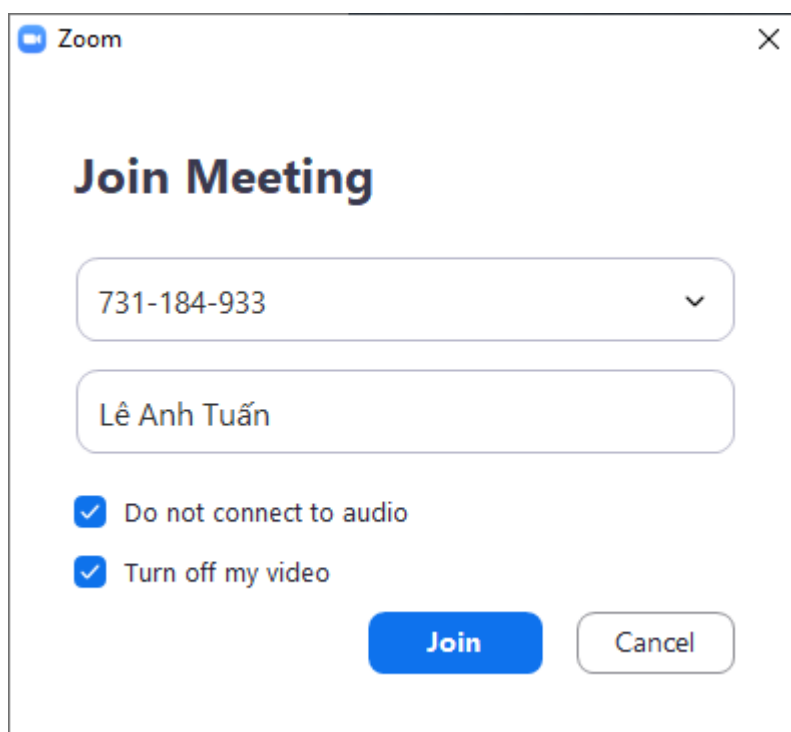 Zoom
Join Meeting
731-184-933
Lê Anh Tuấn
Do not connect to audio
Turn off my video
Join Cancel